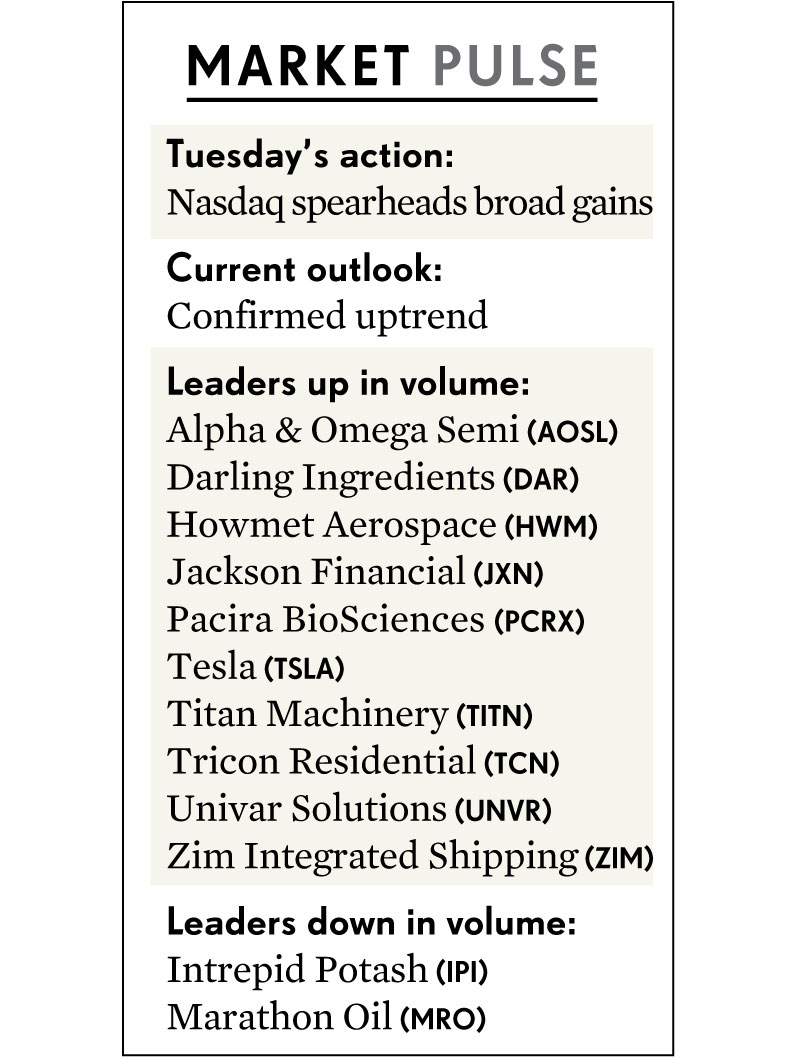 MARKET PULSE
Tuesday’s action:
Nasdaq spearheads broad gains
Current outlook:
Confirmed uptrend
Leaders up in volume:
Alpha & Omega Semi (AOSL)
Darling Ingredients (DAR)
Howmet Aerospace (HWM)
Jackson Financial (JXN)
Pacira BioSciences (PCRX)
Tesla (TSLA)
Titan Machinery (TITN)
Tricon Residential (TCN)
Univar Solutions (UNVR)
Zim Integrated Shipping (ZIM)
Leaders down in volume:
Intrepid Potash (IPI)
Marathon Oil (MRO)